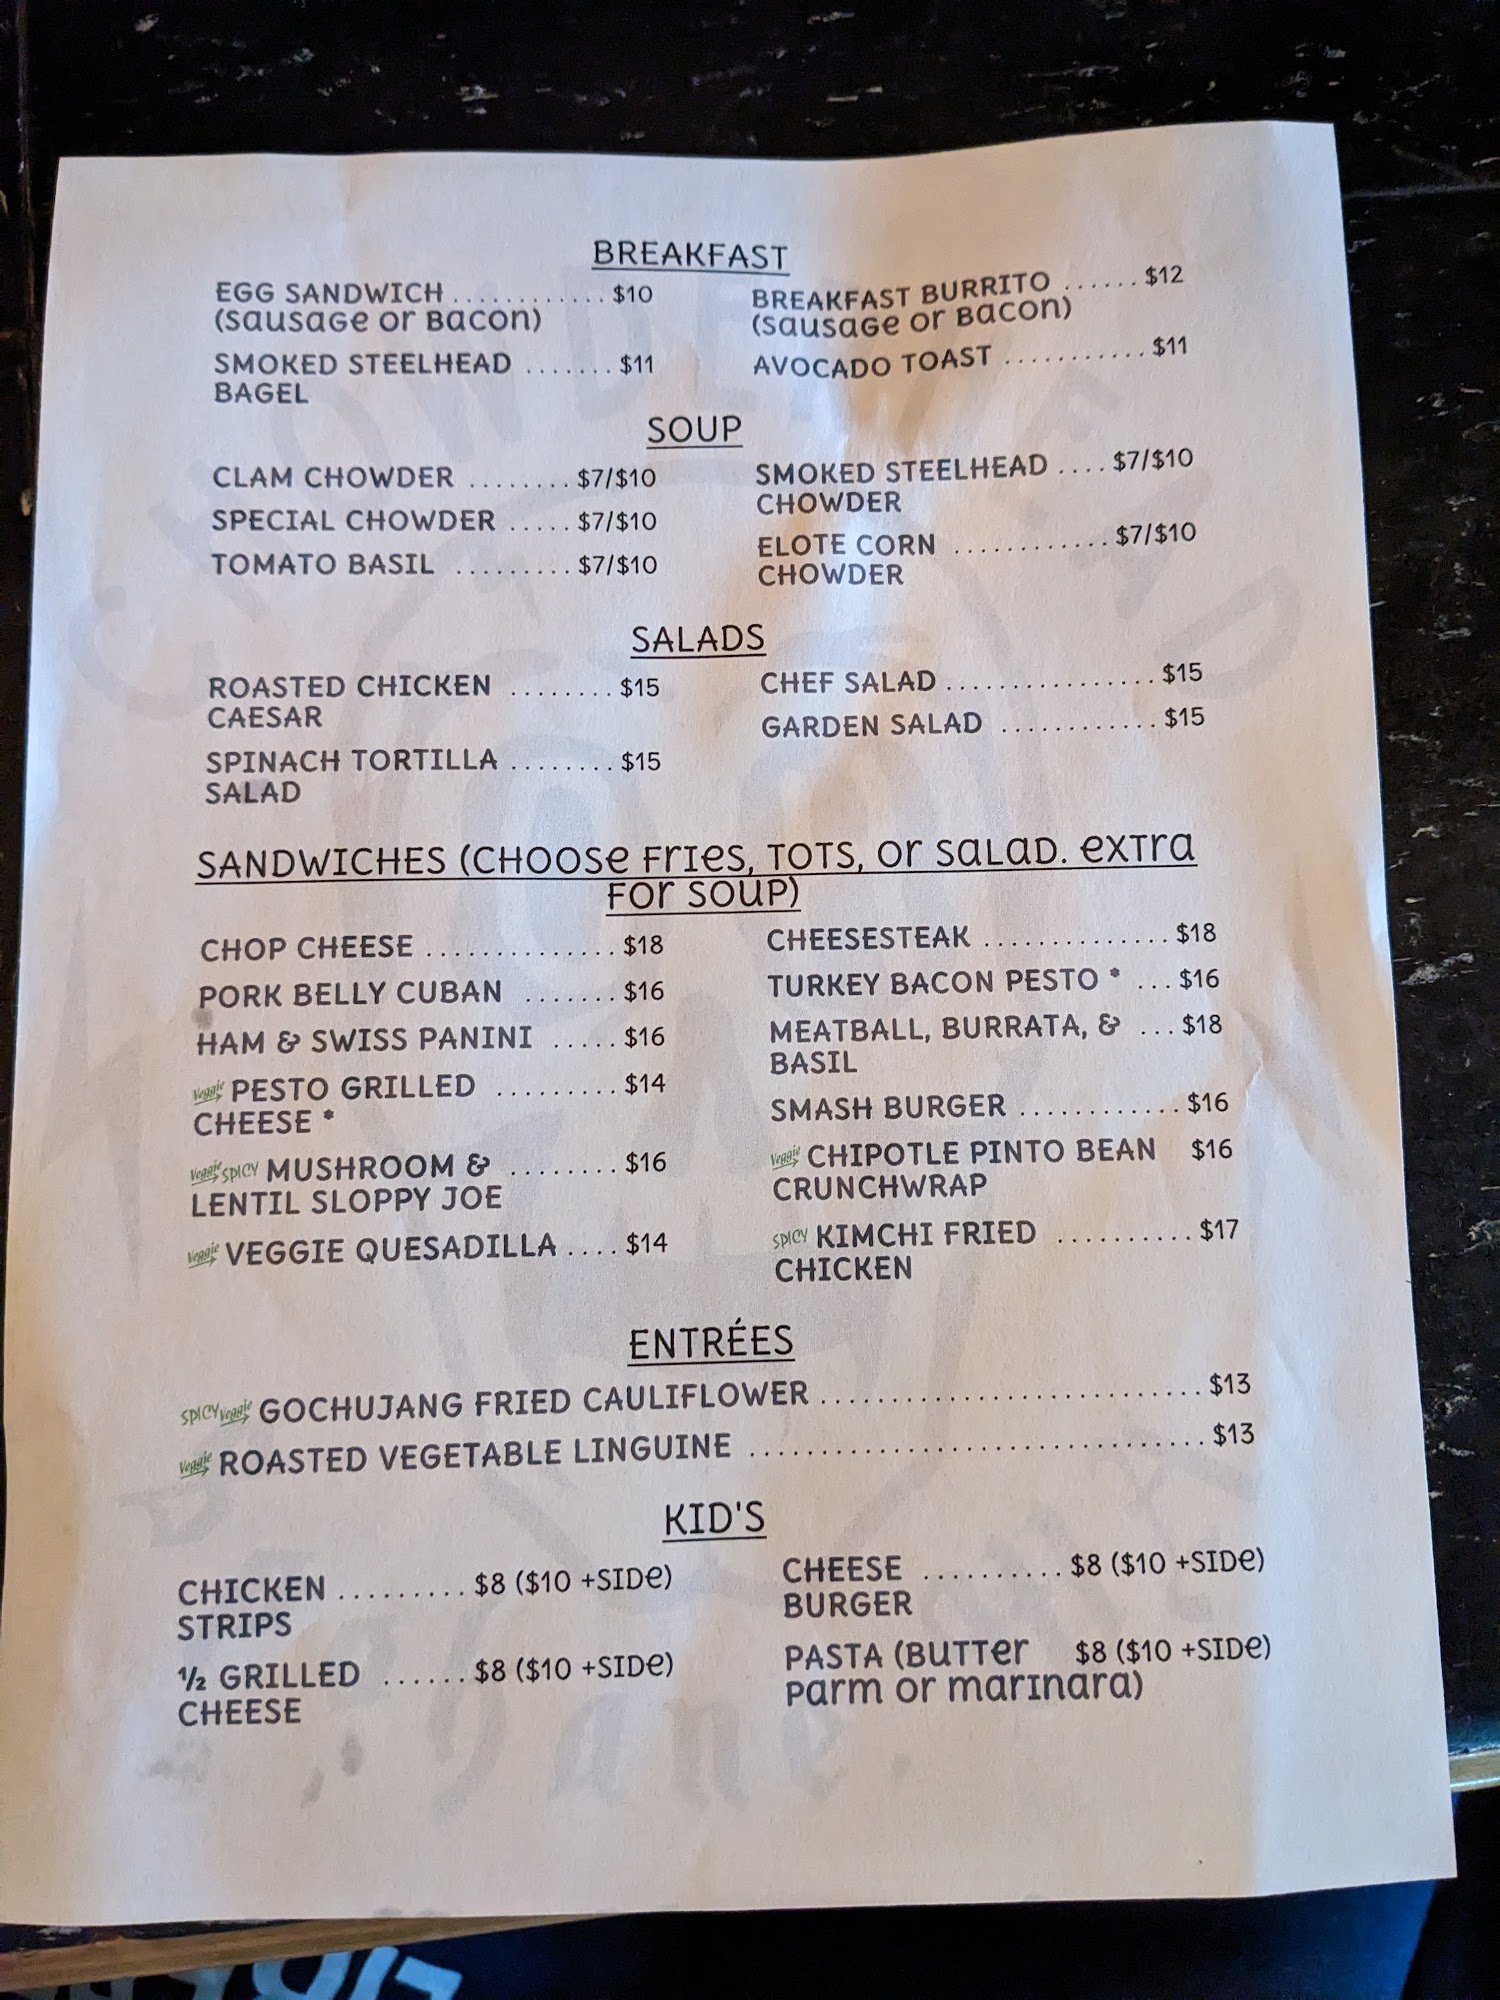 BREAKFAST
EGG SANDWICH ............ $10
(sausage or bacon)
SMOKED STEELHEAD ....... $11
BAGEL
BREAKFAST BURRITO ...... $12
(sausage or bacon)
AVOCADO TOAST ........... $11
SOUP
CLAM CHOWDER ........ $7/$10
SPECIAL CHOWDER ..... $7/$10
TOMATO BASIL ......... $7/$10
SMOKED STEELHEAD .... $7/$10
CHOWDER
ELOTE CORN ............ $7/$10
CHOWDER
SALADS
ROASTED CHICKEN ........ $15
CAESAR
SPINACH TORTILLA ........ $15
SALAD
CHEF SALAD ................ $15
GARDEN SALAD ............ $15
SANDWICHES (CHOOSE FRIES, TOTS, OR SALAD. EXTRA
FOR SOUP)
CHOP CHEESE .............. $18
PORK BELLY CUBAN ....... $16
HAM & SWISS PANINI ..... $16
Veggie PESTO GRILLED ......... $14
CHEESE *
Veggie SPICY MUSHROOM & ........ $16
LENTIL SLOPPY JOE
Veggie VEGGIE QUESADILLA .... $14
CHEESESTEAK .............. $18
TURKEY BACON PESTO * ... $16
MEATBALL, BURRATA, & ... $18
BASIL
SMASH BURGER ............ $16
Veggie CHIPOTLE PINTO BEAN $16
CRUNCHWRAP
SPICY KIMCHI FRIED .......... $17
CHICKEN
ENTRÉES
SPICY Veggie GOCHUJANG FRIED CAULIFLOWER ............................ $13
Veggie ROASTED VEGETABLE LINGUINE ................................. $13
KID'S
CHICKEN ......... $8 ($10 +SIDE)
STRIPS
½ GRILLED ...... $8 ($10 +SIDE)
CHEESE
CHEESE .......... $8 ($10 +SIDE)
BURGER
PASTA (BUTTER $8 ($10 +SIDE)
PARM OR MARINARA)